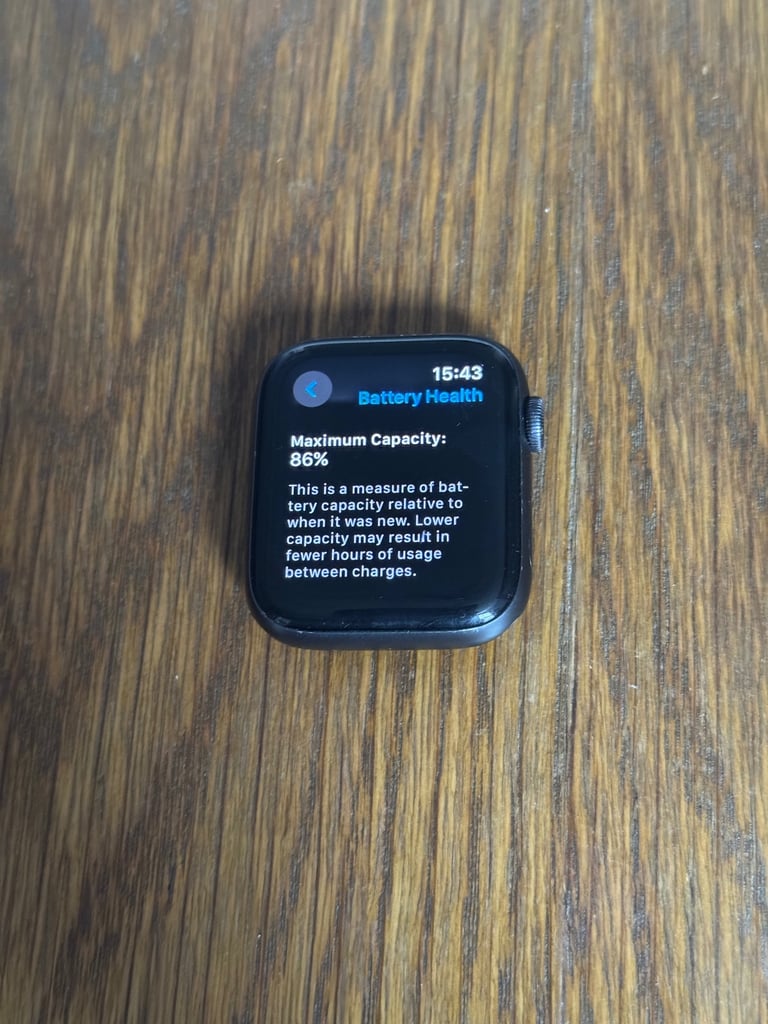 15:43
Battery Health
Maximum Capacity:
86%
This is a measure of bat-
tery capacity relative to
when it was new. Lower
capacity may result in
fewer hours of usage
between charges.